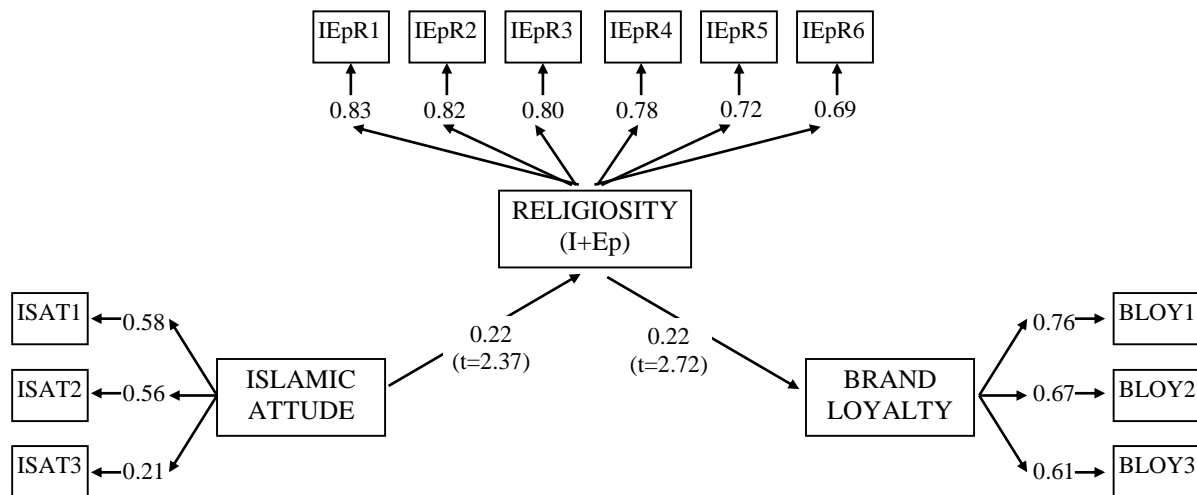 IEpR1
IEpR2
IEpR3
IEpR4
IEpR5
IEpR6
0.83
0.82
0.80
0.78
0.72
0.69
RELIGIOSITY
(I+Ep)
ISAT1
0.58
ISAT2
0.56
ISAT3
0.21
ISLAMIC
ATTUDE
0.22
(t=2.37)
0.22
(t=2.72)
BRAND
LOYALTY
0.76
BLOY1
0.67
BLOY2
0.61
BLOY3